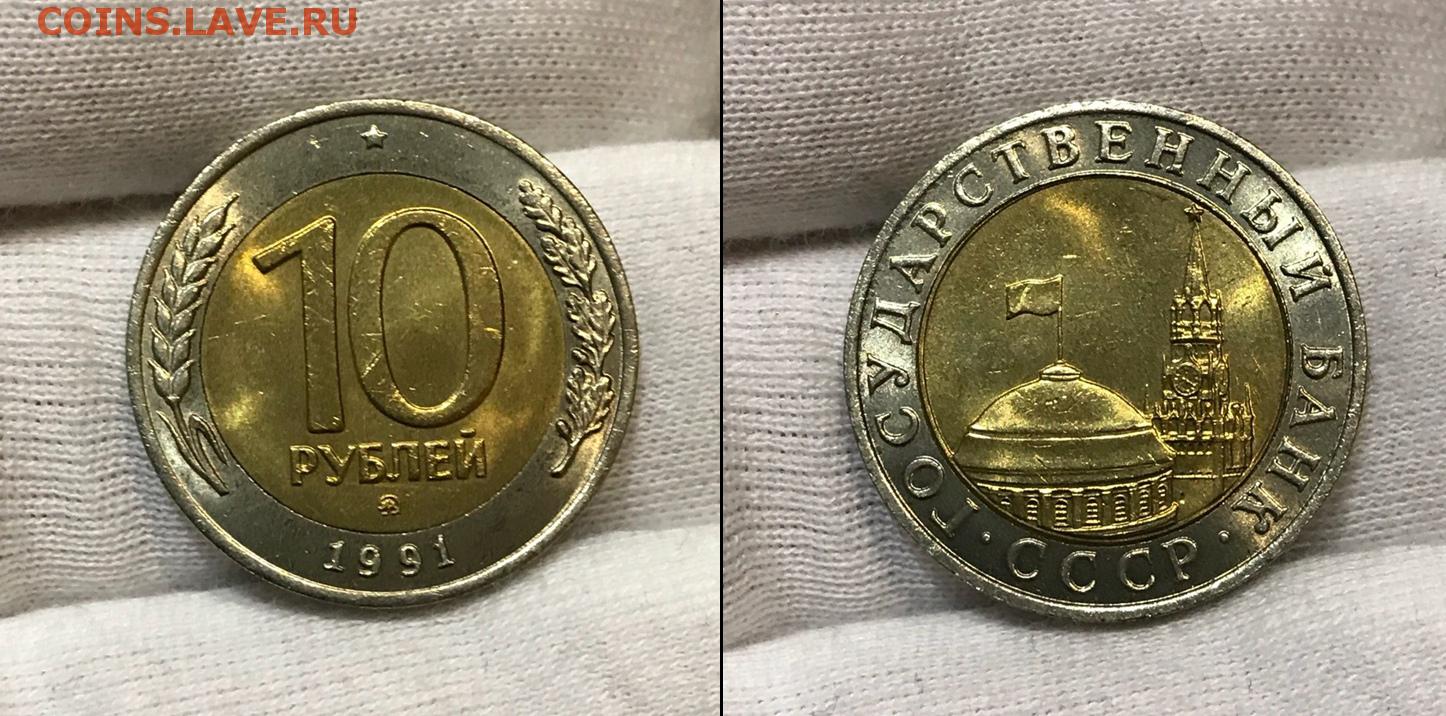 COINS.LAVE.RU
10
РУБЛЕЙ
1991
ГОСУДАРСТВЕННЫЙ БАНК
· СССР ·